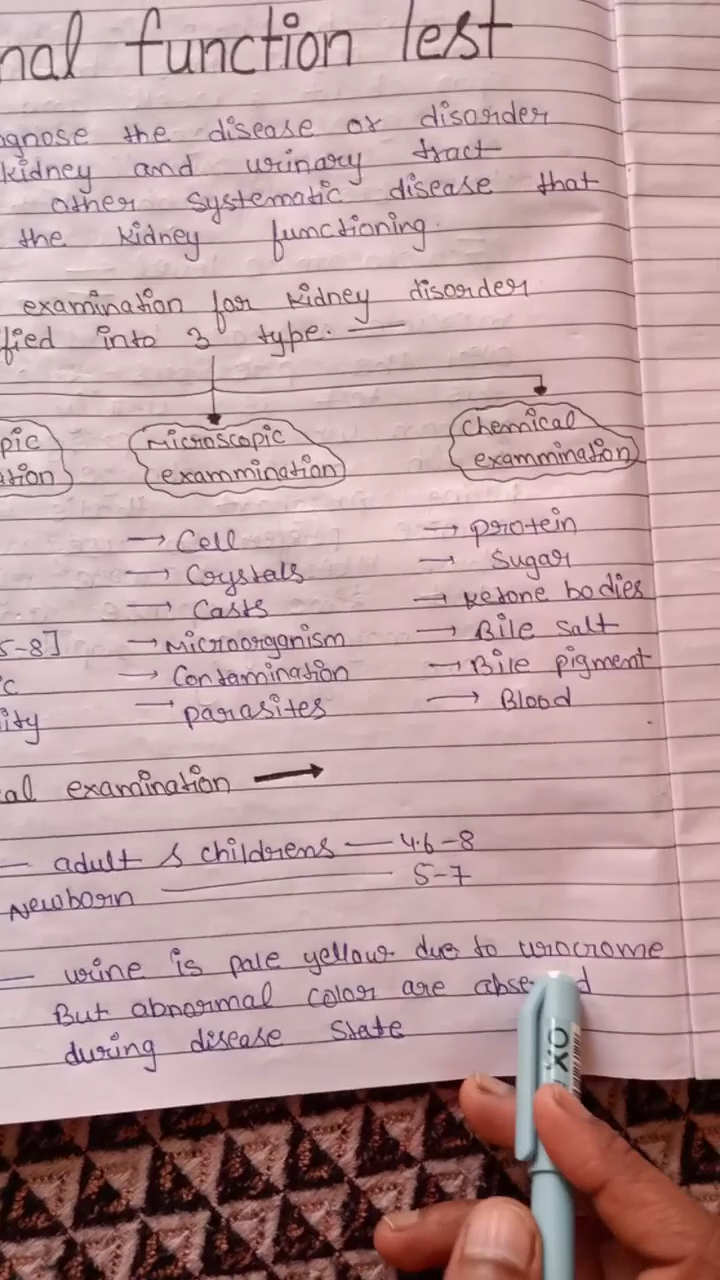 nal function Test
gnose the disease or disorder
kidney and urinary tract
other systematic disease that
the kidney functioning.
examination for kidney disorder
fied into 3 type. —
pic
ation
Microscopic
exammination
Chemical
exammination
→ Cell
→ Crystals
→ Casts
→ Microorganism
→ Contamination
→ parasites
→ protein
→ Sugar
→ Ketone bodies
→ Bile salt
→ Bile pigment
→ Blood
5-8]
c
ity
al examination →
— adult & childrens — 4.6-8
Newborn — 5-7
— urine is pale yellow due to urocrome
But abnormal color are abse d
during disease state
OXO